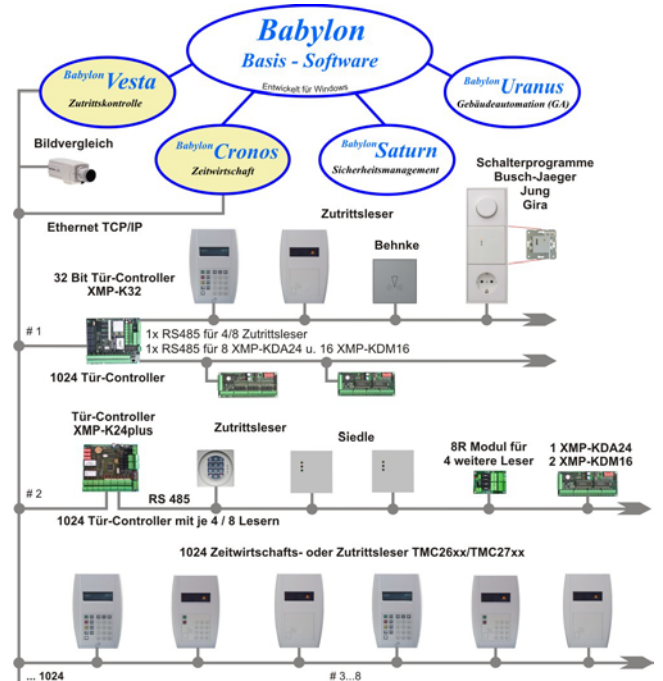 Babylon
Basis - Software
Entwickelt für Windows
Babylon Vesta
Zutrittskontrolle
Babylon Uranus
Gebäudeautomation (GA)
Bildvergleich
Babylon Cronos
Zeitwirtschaft
Babylon Saturn
Sicherheitsmanagement
Schalterprogramme
Busch-Jaeger
Jung
Gira
Ethernet TCP/IP
Zutrittsleser
Behnke
32 Bit Tür-Controller
XMP-K32
# 1
1x RS485 für 4/8 Zutrittsleser
1x RS485 für 8 XMP-KDA24 u. 16 XMP-KDM16
1024 Tür-Controller
Tür-Controller
XMP-K24plus
Zutrittsleser
Siedle
8R Modul für
4 weitere Leser
1 XMP-KDA24
2 XMP-KDM16
# 2
RS 485
1024 Tür-Controller mit je 4 / 8 Lesern
1024 Zeitwirtschafts- oder Zutrittsleser TMC26xx/TMC27xx
... 1024
# 3...8